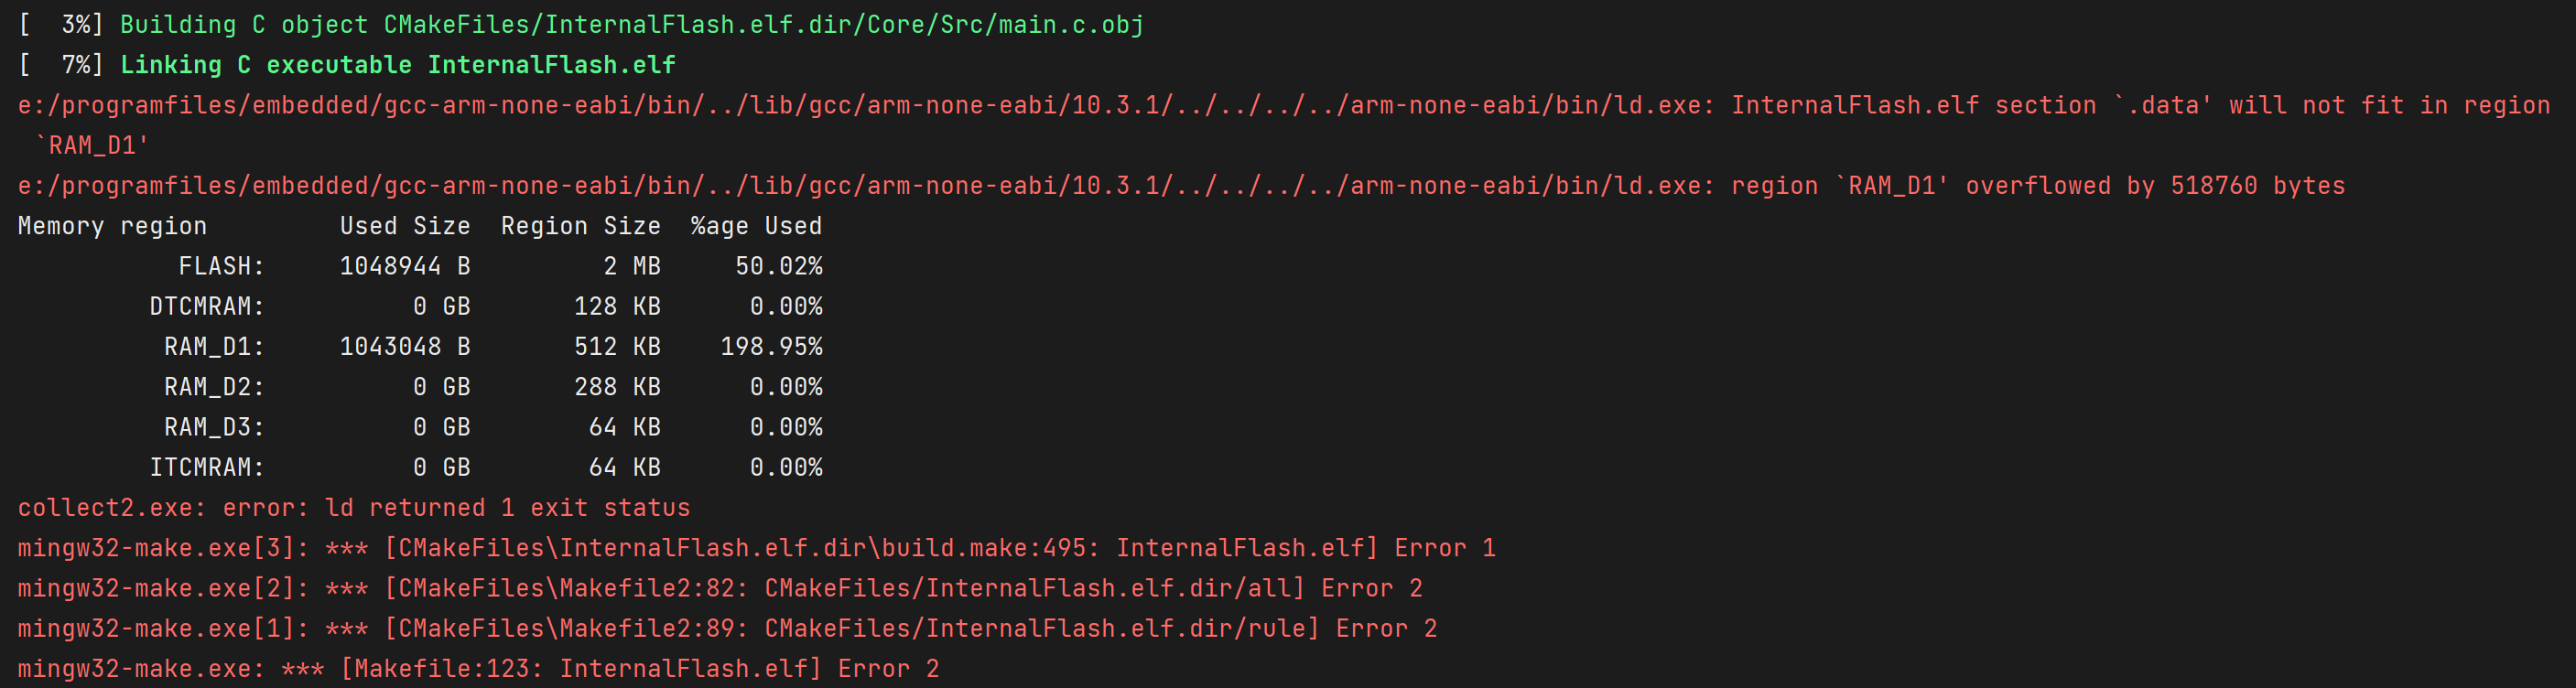 [  3%] Building C object CMakeFiles/InternalFlash.elf.dir/Core/Src/main.c.obj
[  7%] Linking C executable InternalFlash.elf
e:/programfiles/embedded/gcc-arm-none-eabi/bin/../lib/gcc/arm-none-eabi/10.3.1/../../../../arm-none-eabi/bin/ld.exe: InternalFlash.elf section `.data' will not fit in region
 `RAM_D1'
e:/programfiles/embedded/gcc-arm-none-eabi/bin/../lib/gcc/arm-none-eabi/10.3.1/../../../../arm-none-eabi/bin/ld.exe: region `RAM_D1' overflowed by 518760 bytes
Memory region         Used Size  Region Size  %age Used
           FLASH:     1048944 B         2 MB     50.02%
         DTCMRAM:          0 GB       128 KB      0.00%
          RAM_D1:     1043048 B       512 KB    198.95%
          RAM_D2:          0 GB       288 KB      0.00%
          RAM_D3:          0 GB        64 KB      0.00%
         ITCMRAM:          0 GB        64 KB      0.00%
collect2.exe: error: ld returned 1 exit status
mingw32-make.exe[3]: *** [CMakeFiles\InternalFlash.elf.dir\build.make:495: InternalFlash.elf] Error 1
mingw32-make.exe[2]: *** [CMakeFiles\Makefile2:82: CMakeFiles/InternalFlash.elf.dir/all] Error 2
mingw32-make.exe[1]: *** [CMakeFiles\Makefile2:89: CMakeFiles/InternalFlash.elf.dir/rule] Error 2
mingw32-make.exe: *** [Makefile:123: InternalFlash.elf] Error 2